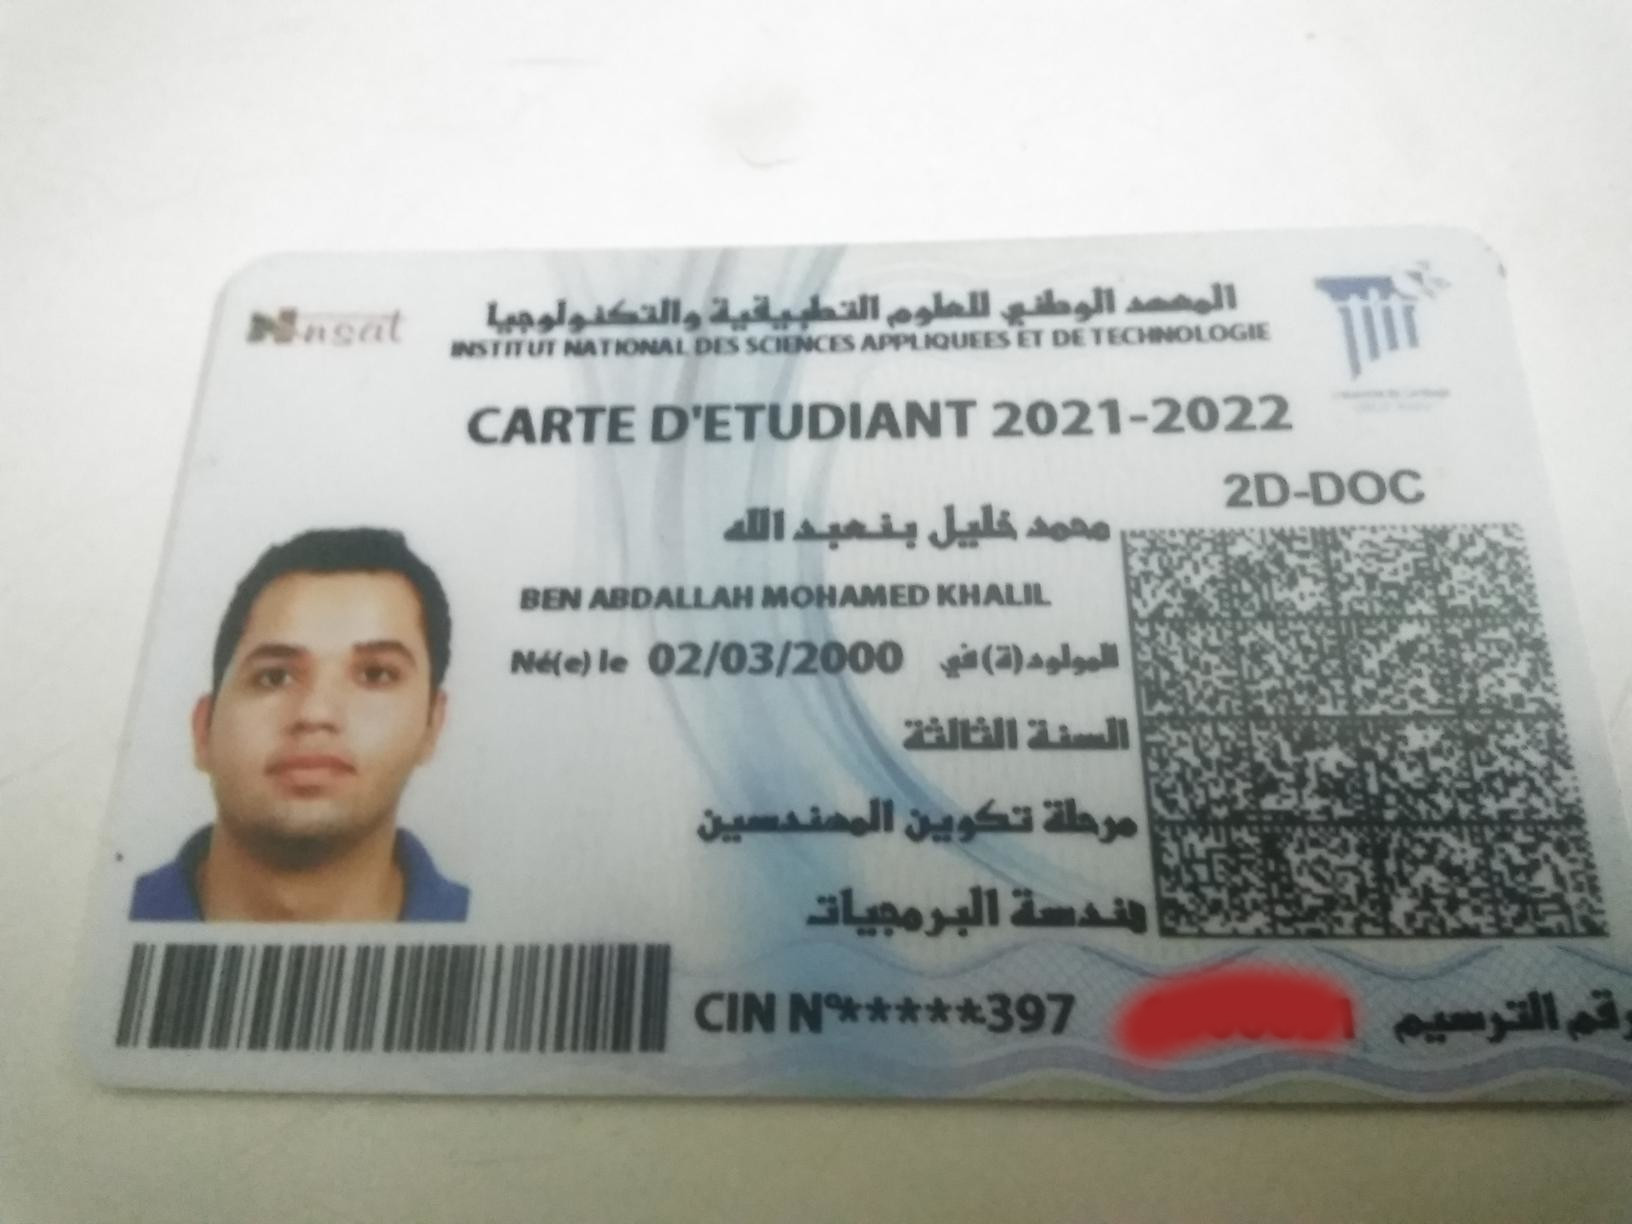 insat
المعهد الوطني للعلوم التطبيقية والتكنولوجيا
INSTITUT NATIONAL DES SCIENCES APPLIQUEES ET DE TECHNOLOGIE
CARTE D'ETUDIANT 2021-2022
2D-DOC
محمد خليل بنعبد الله
BEN ABDALLAH MOHAMED KHALIL
Né(e) le 02/03/2000 المولود(ة) في
السنة الثالثة
مرحلة تكوين المهندسين
هندسة البرمجيات
CIN N°*****397 رقم الترسيم